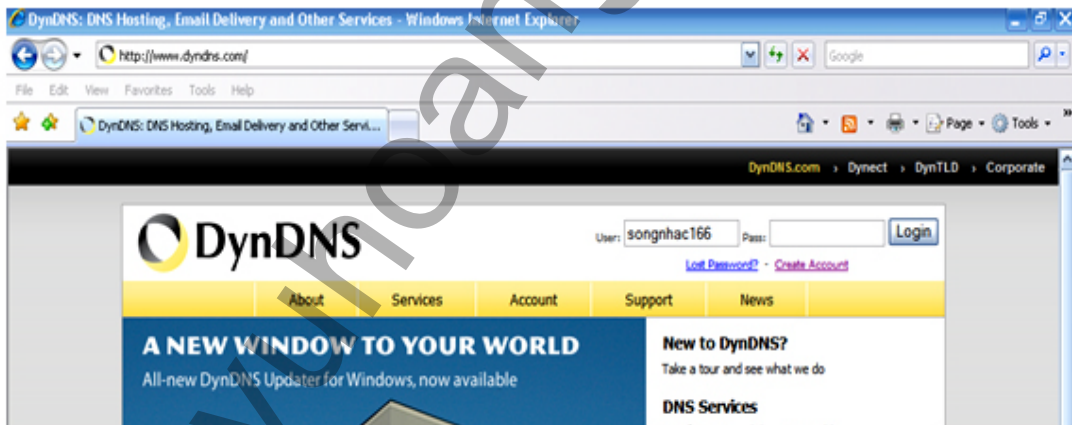 DynDNS: DNS Hosting, Email Delivery and Other Services - Windows Internet Explorer
http://www.dyndns.com/
Google
File Edit View Favorites Tools Help
DynDNS: DNS Hosting, Email Delivery and Other Servi...
Page Tools
DynDNS.com › Dynect › DynTLD › Corporate
DynDNS
User: songnhac166 Pass: Login
Lost Password? - Create Account
About Services Account Support News
A NEW WINDOW TO YOUR WORLD
All-new DynDNS Updater for Windows, now available
New to DynDNS?
Take a tour and see what we do
DNS Services